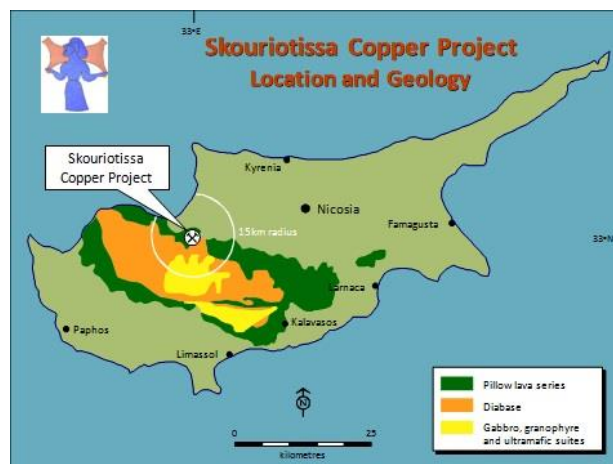 33°E
Skouriotissa Copper Project
Location and Geology
Skouriotissa
Copper Project
Kyrenia
Nicosia
15km radius
Famagusta
33°N
Larnaca
Kalavasos
Paphos
Limassol
N
Pillow lava series
Diabase
Gabbro, granophyre
and ultramafic suites
0 25
kilometres